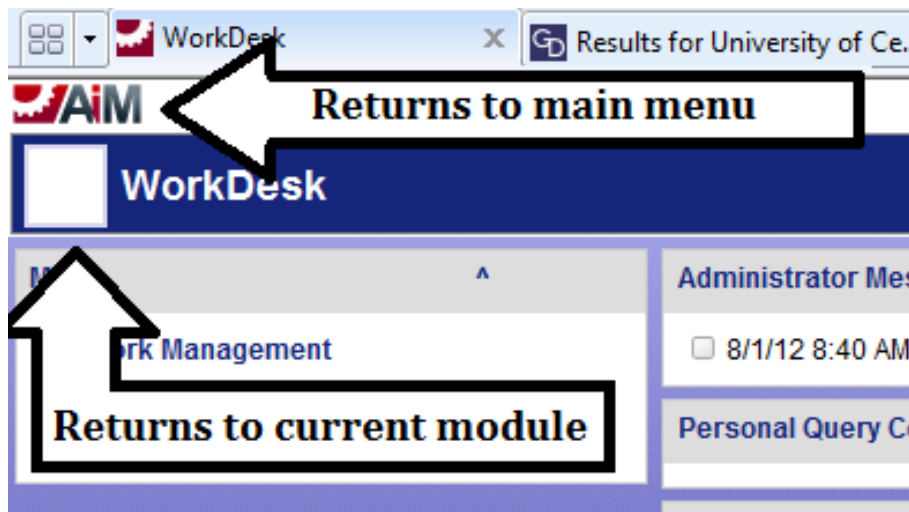 WorkDesk x GD Results for University of Ce.
AiM Returns to main menu
WorkDesk
^ Administrator Mes
Management 8/1/12 8:40 AM
Returns to current module Personal Query C